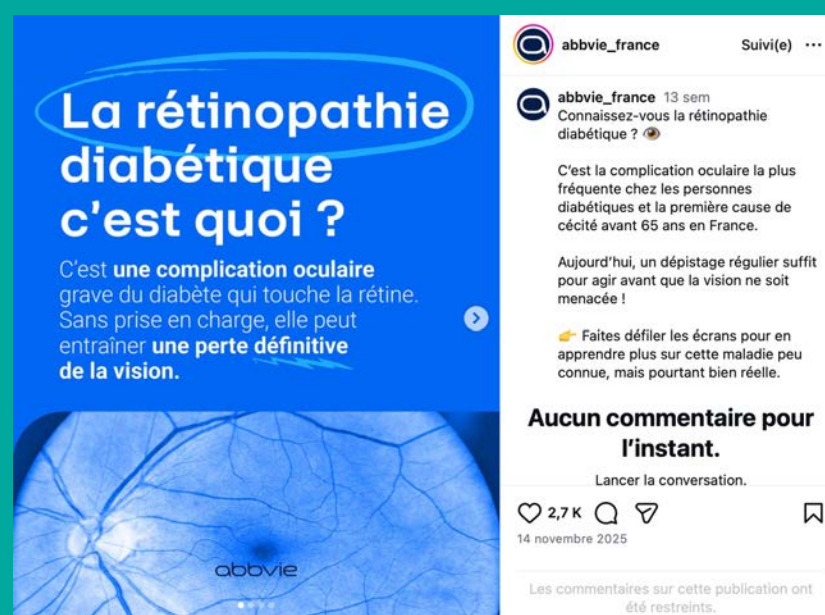 La rétinopathie
diabétique
c'est quoi ?
C'est une complication oculaire
grave du diabète qui touche la rétine.
Sans prise en charge, elle peut
entraîner une perte définitive
de la vision.
abbvie
abbvie_france
Suivi(e)
abbvie_france 13 sem
Connaissez-vous la rétinopathie
diabétique ? 👁️
C'est la complication oculaire la plus
fréquente chez les personnes
diabétiques et la première cause de
cécité avant 65 ans en France.
Aujourd'hui, un dépistage régulier suffit
pour agir avant que la vision ne soit
menacée !
👉 Faites défiler les écrans pour en
apprendre plus sur cette maladie peu
connue, mais pourtant bien réelle.
Aucun commentaire pour
l'instant.
Lancer la conversation.
2,7 K
14 novembre 2025
Les commentaires sur cette publication ont
été restreints.